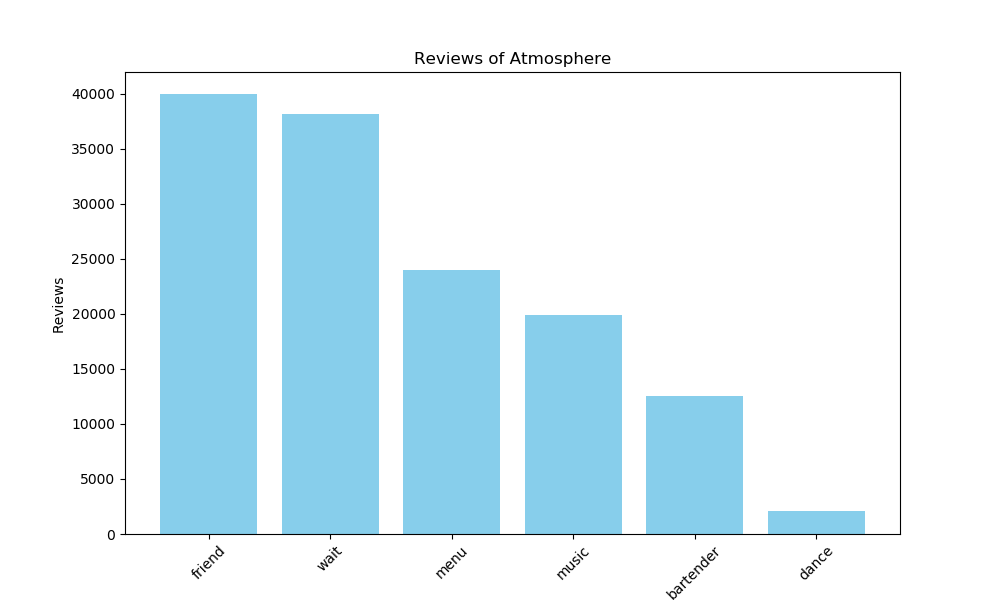 Reviews of Atmosphere
40000
35000
30000
25000
20000
15000
10000
5000
0
Reviews
friend
wait
menu
music
bartender
dance